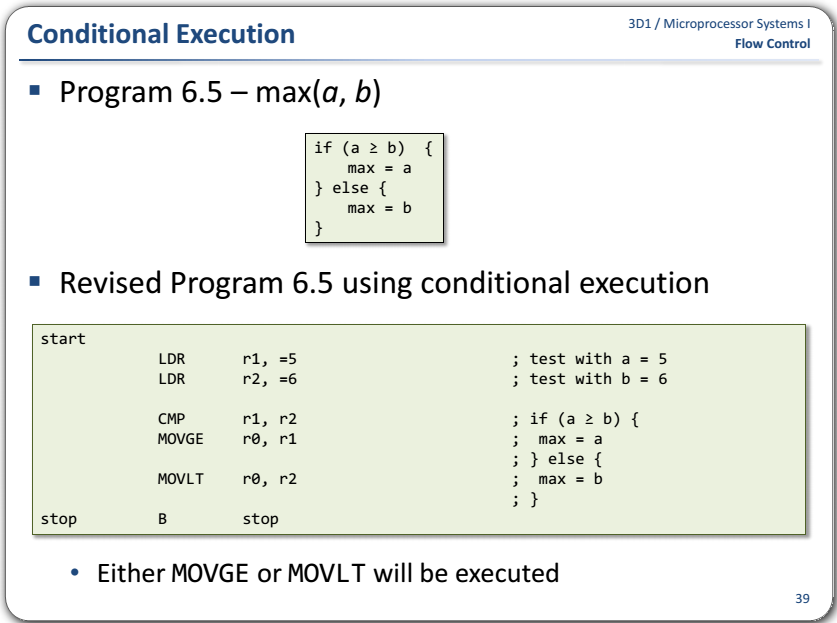 Conditional Execution
3D1 / Microprocessor Systems I
Flow Control
▪ Program 6.5 – max(a, b)
if (a ≥ b)  {
    max = a
} else {
    max = b
}
▪ Revised Program 6.5 using conditional execution
start
LDR r1, =5 ; test with a = 5
LDR r2, =6 ; test with b = 6
CMP r1, r2 ; if (a ≥ b) {
MOVGE r0, r1 ;  max = a
; } else {
MOVLT r0, r2 ;  max = b
; }
stop B stop
• Either MOVGE or MOVLT will be executed
39